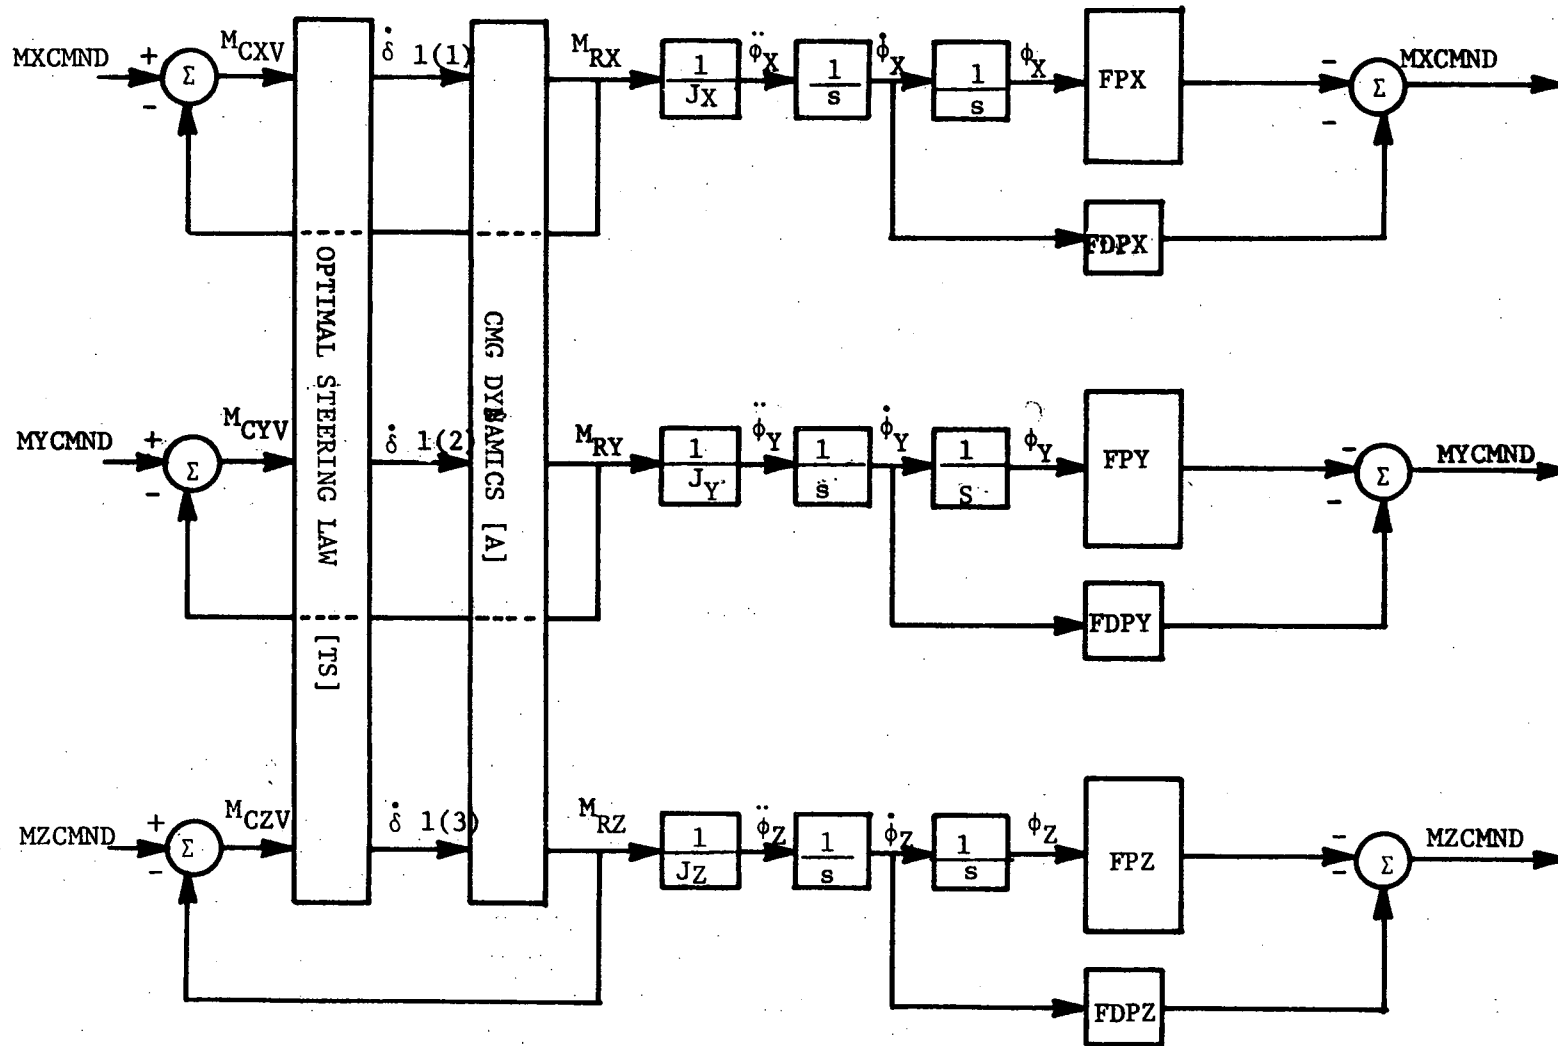 MXCMND
+
-
Σ
M_CXV
δ̇ 1(1)
M_RX
1
J_X
φ̈_X
1
s
φ̇_X
1
s
φ_X
FPX
FDPX
-
-
Σ
MXCMND
OPTIMAL STEERING LAW [TS]
CMG DYNAMICS [A]
MYCMND
+
-
Σ
M_CYV
δ̇ 1(2)
M_RY
1
J_Y
φ̈_Y
1
s
φ̇_Y
1
S
φ_Y
FPY
FDPY
-
-
Σ
MYCMND
MZCMND
+
-
Σ
M_CZV
δ̇ 1(3)
M_RZ
1
J_Z
φ̈_Z
1
s
φ̇_Z
1
s
φ_Z
FPZ
FDPZ
-
-
Σ
MZCMND